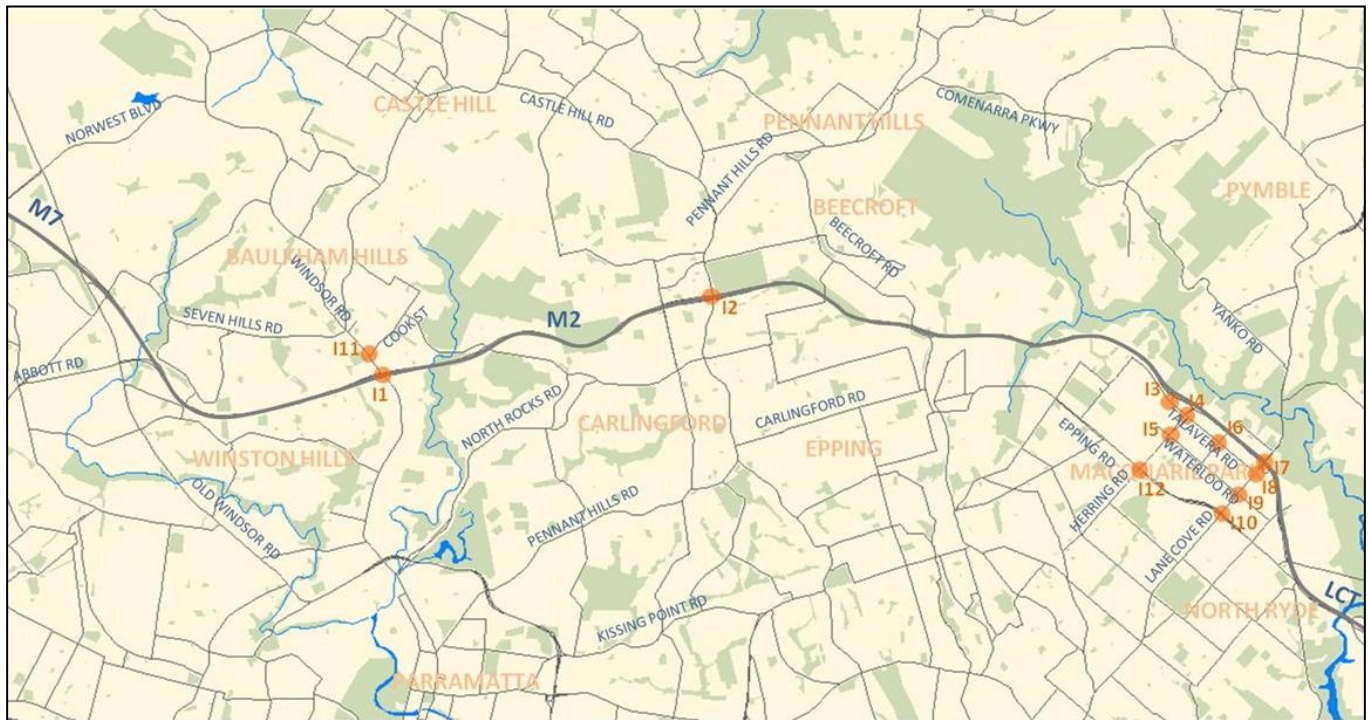 CASTLE HILL
CASTLE HILL RD
NORWEST BLVD
COMENARRA PKWY
PENNANT HILLS
PENNANT HILLS RD
PYMBLE
BEECROFT
M7
BEECROFT RD
BAULKHAM HILLS
WINDSOR RD
I2
SEVEN HILLS RD
COOK ST
M2
YANKO RD
I11
ABBOTT RD
I1
I3
I4
NORTH ROCKS RD
CARLINGFORD
CARLINGFORD RD
EPPING
TALAVERA RD
I5
I6
EPPING RD
WATERLOO RD
WINSTON HILLS
MACQUARIE PARK
I7
I8
I12
I9
OLD WINDSOR RD
HERRING RD
PENNANT HILLS RD
I10
LANE COVE RD
LCT
KISSING POINT RD
NORTH RYDE
PARRAMATTA